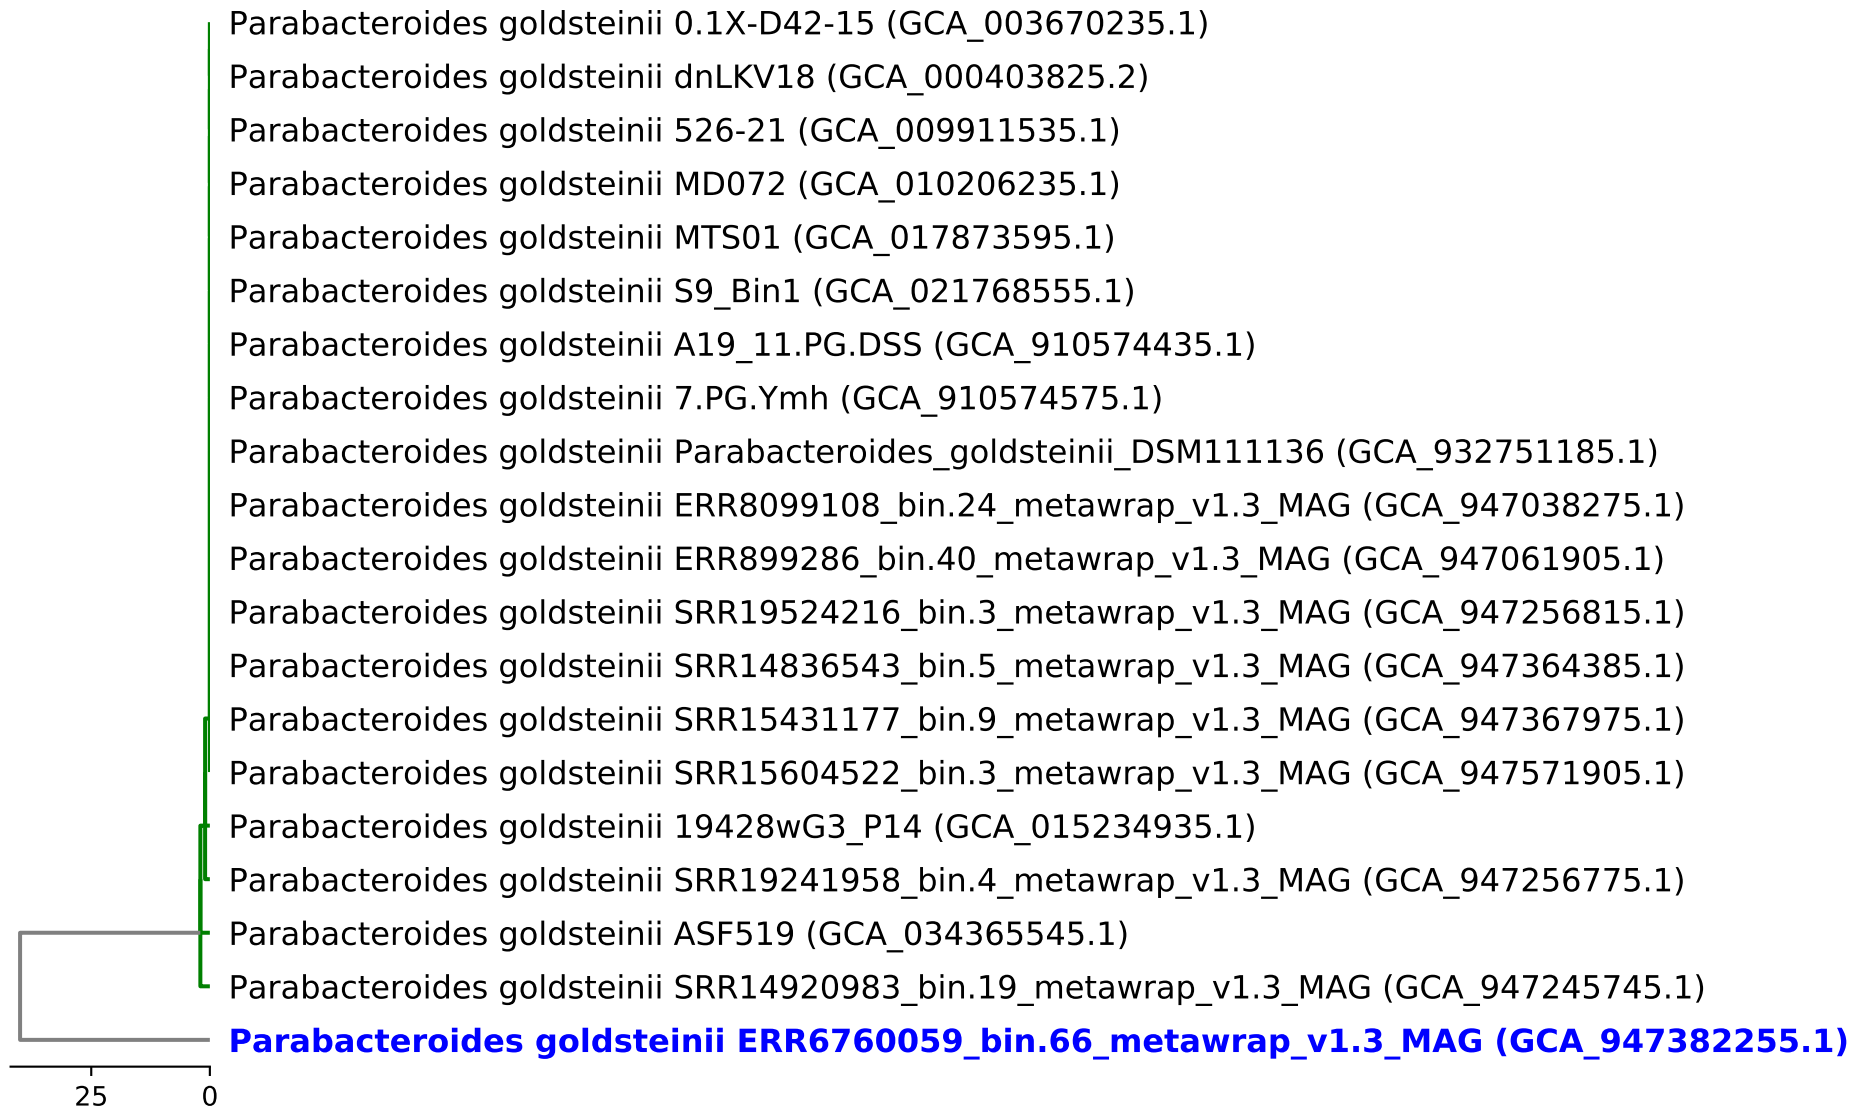 Parabacteroides goldsteinii 0.1X-D42-15 (GCA_003670235.1)
Parabacteroides goldsteinii dnLKV18 (GCA_000403825.2)
Parabacteroides goldsteinii 526-21 (GCA_009911535.1)
Parabacteroides goldsteinii MD072 (GCA_010206235.1)
Parabacteroides goldsteinii MTS01 (GCA_017873595.1)
Parabacteroides goldsteinii S9_Bin1 (GCA_021768555.1)
Parabacteroides goldsteinii A19_11.PG.DSS (GCA_910574435.1)
Parabacteroides goldsteinii 7.PG.Ymh (GCA_910574575.1)
Parabacteroides goldsteinii Parabacteroides_goldsteinii_DSM111136 (GCA_932751185.1)
Parabacteroides goldsteinii ERR8099108_bin.24_metawrap_v1.3_MAG (GCA_947038275.1)
Parabacteroides goldsteinii ERR899286_bin.40_metawrap_v1.3_MAG (GCA_947061905.1)
Parabacteroides goldsteinii SRR19524216_bin.3_metawrap_v1.3_MAG (GCA_947256815.1)
Parabacteroides goldsteinii SRR14836543_bin.5_metawrap_v1.3_MAG (GCA_947364385.1)
Parabacteroides goldsteinii SRR15431177_bin.9_metawrap_v1.3_MAG (GCA_947367975.1)
Parabacteroides goldsteinii SRR15604522_bin.3_metawrap_v1.3_MAG (GCA_947571905.1)
Parabacteroides goldsteinii 19428wG3_P14 (GCA_015234935.1)
Parabacteroides goldsteinii SRR19241958_bin.4_metawrap_v1.3_MAG (GCA_947256775.1)
Parabacteroides goldsteinii ASF519 (GCA_034365545.1)
Parabacteroides goldsteinii SRR14920983_bin.19_metawrap_v1.3_MAG (GCA_947245745.1)
Parabacteroides goldsteinii ERR6760059_bin.66_metawrap_v1.3_MAG (GCA_947382255.1)
25 0